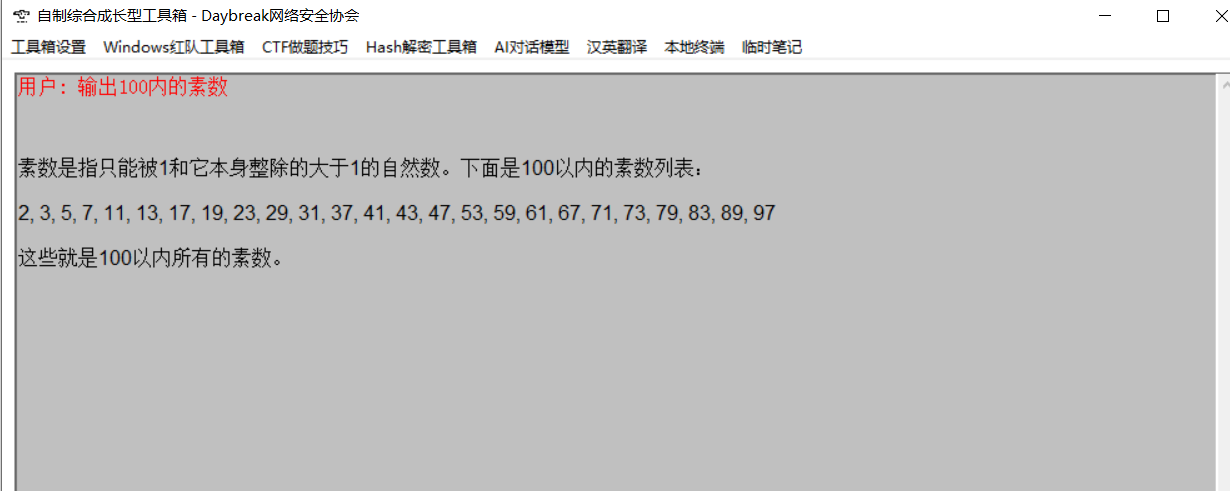 自制综合成长型工具箱 - Daybreak网络安全协会
工具箱设置 Windows红队工具箱 CTF做题技巧 Hash解密工具箱 AI对话模型 汉英翻译 本地终端 临时笔记
用户: 输出100内的素数
素数是指只能被1和它本身整除的大于1的自然数。下面是100以内的素数列表：
2, 3, 5, 7, 11, 13, 17, 19, 23, 29, 31, 37, 41, 43, 47, 53, 59, 61, 67, 71, 73, 79, 83, 89, 97
这些就是100以内所有的素数。